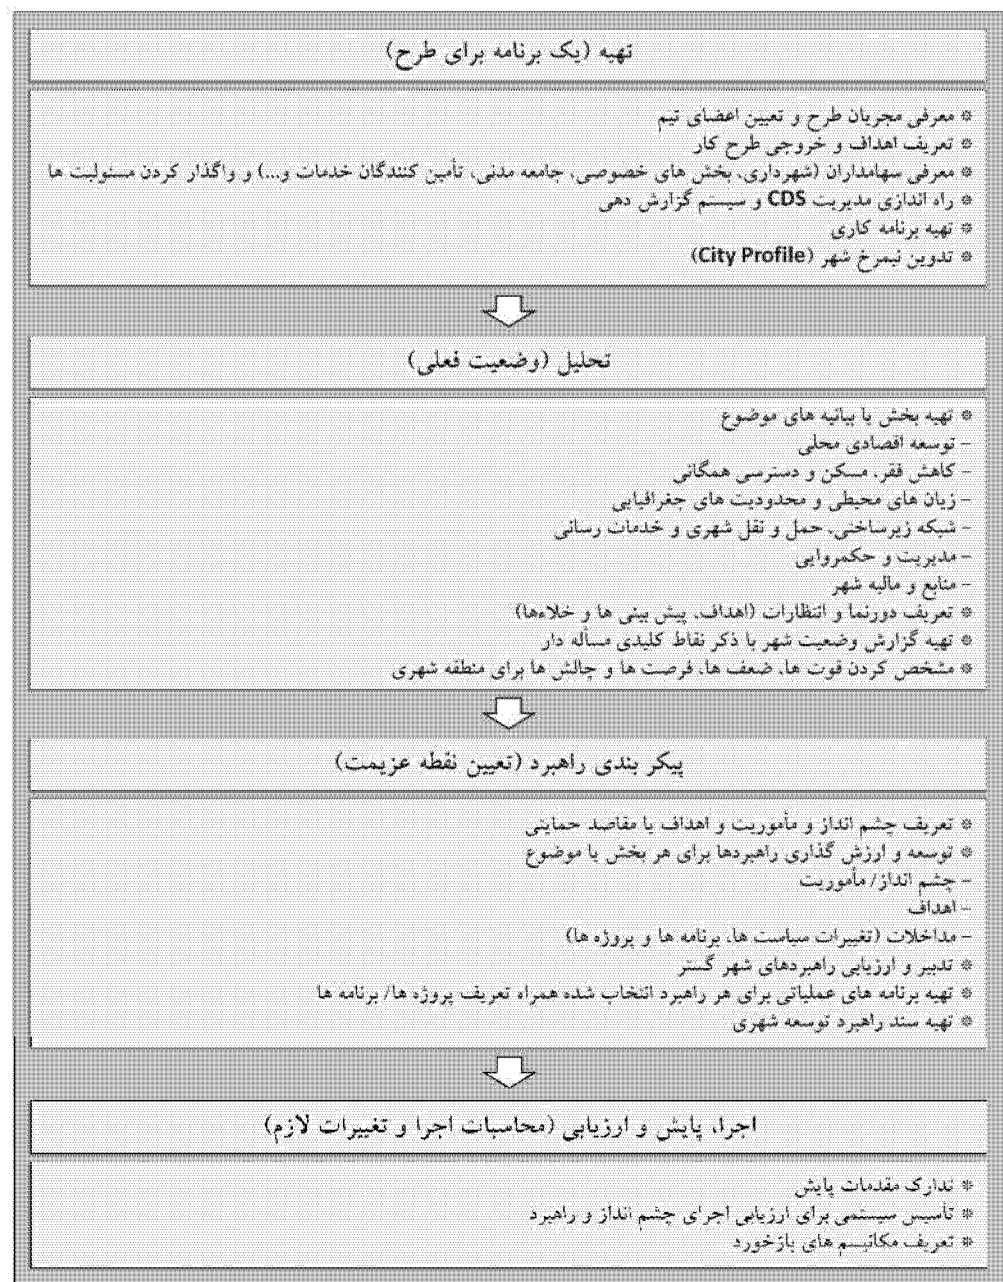 تهیه (یک برنامه برای طرح)
* معرفی مجریان طرح و تعیین اعضای تیم
* تعریف اهداف و خروجی طرح کار
* معرفی سهامداران (شهرداری، بخش های خصوصی، جامعه مدنی، تأمین کنندگان خدمات و...) و واگذار کردن مسئولیت ها
* راه اندازی مدیریت CDS و سیستم گزارش دهی
* تهیه برنامه کاری
* تدوین نیمرخ شهر (City Profile)
تحلیل (وضعیت فعلی)
* تهیه بخش یا بیانیه های موضوع
- توسعه اقصادی محلی
- کاهش فقر، مسکن و دسترسی همگانی
- زیان های محیطی و محدودیت های جغرافیایی
- شبکه زیرساختی، حمل و نقل شهری و خدمات رسانی
- مدیریت و حکمروایی
- منابع و مالیه شهر
* تعریف دورنما و انتظارات (اهداف، پیش بینی ها و خلاءها)
* تهیه گزارش وضعیت شهر با ذکر نقاط کلیدی مسأله دار
* مشخص کردن قوت ها، ضعف ها، فرصت ها و چالش ها برای منطقه شهری
پیکر بندی راهبرد (تعیین نقطه عزیمت)
* تعریف چشم انداز و مأموریت و اهداف یا مقاصد حمایتی
* توسعه و ارزش گذاری راهبردها برای هر بخش یا موضوع
- چشم انداز/ مأموریت
- اهداف
- مداخلات (تغییرات سیاست ها، برنامه ها و پروژه ها)
* تدبیر و ارزیابی راهبردهای شهر گستر
* تهیه برنامه های عملیاتی برای هر راهبرد انتخاب شده همراه تعریف پروژه ها/ برنامه ها
* تهیه سند راهبرد توسعه شهری
اجرا، پایش و ارزیابی (محاسبات اجرا و تغییرات لازم)
* تدارک مقدمات پایش
* تأسیس سیستمی برای ارزیابی اجرای چشم انداز و راهبرد
* تعریف مکانیسم های بازخورد